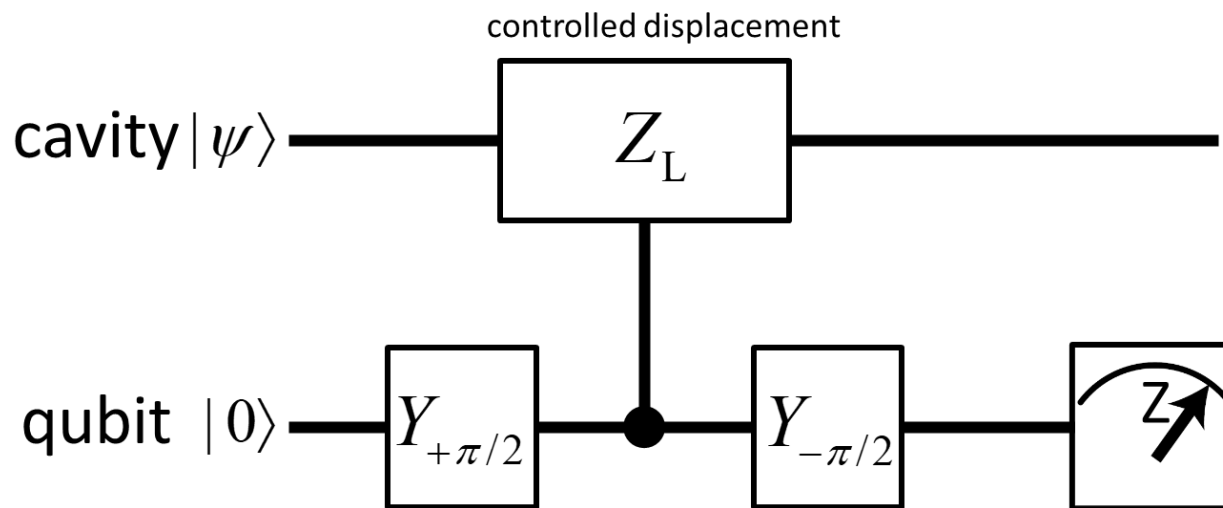 controlled displacement
cavity |ψ⟩
Z_L
qubit |0⟩
Y_{+π/2}
Y_{-π/2}
Z